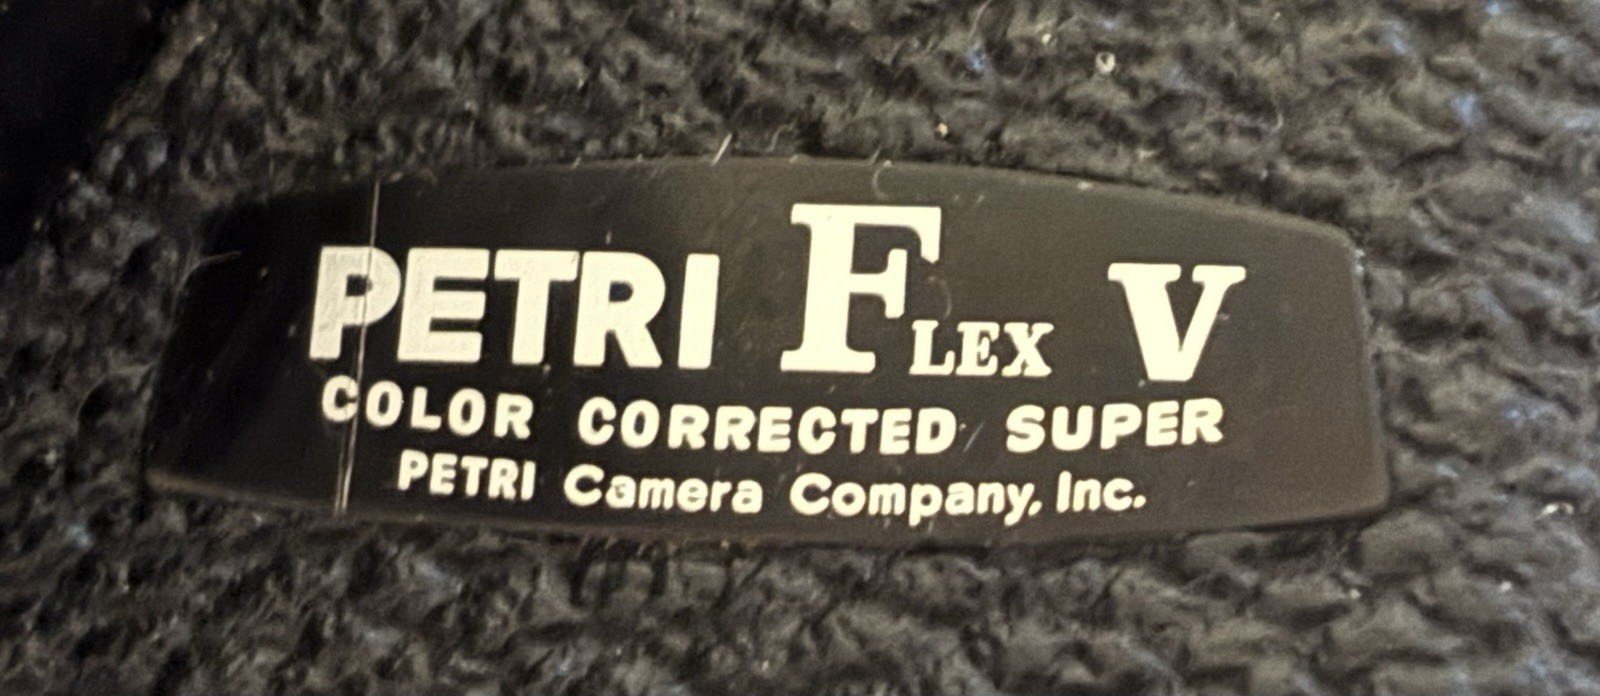 PETRI FLEX V
COLOR CORRECTED SUPER
PETRI Camera Company, Inc.